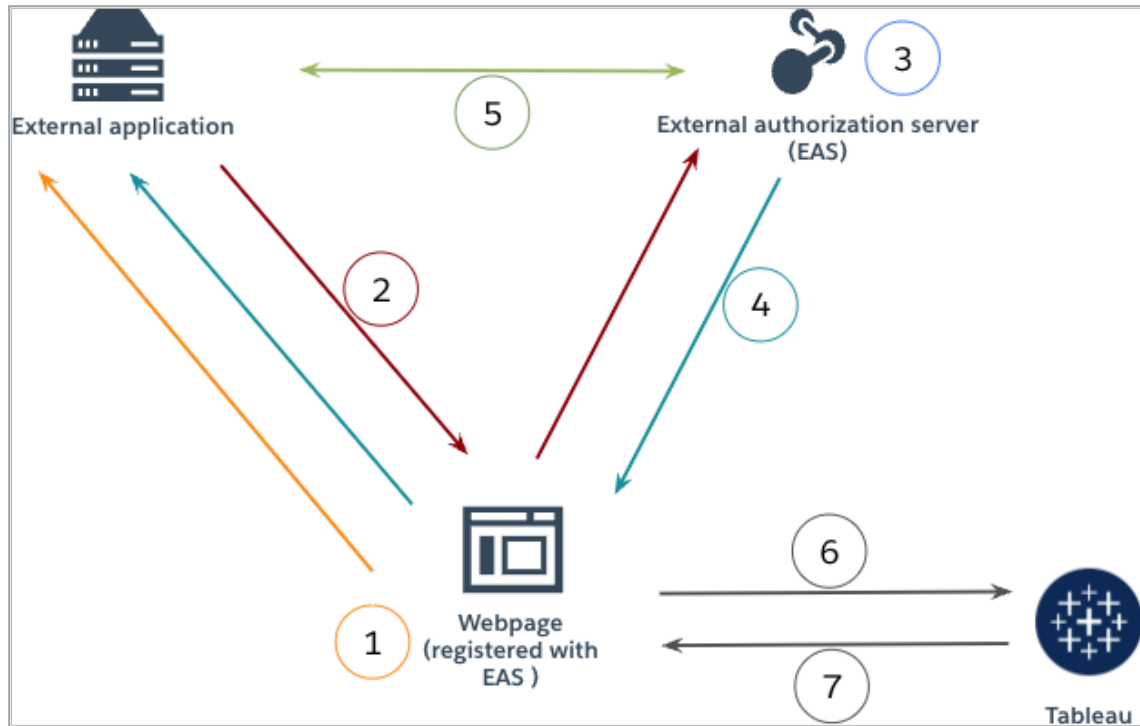 3
5
External application
External authorization server
(EAS)
2
4
6
1
Webpage
(registered with
EAS )
7
Tableau